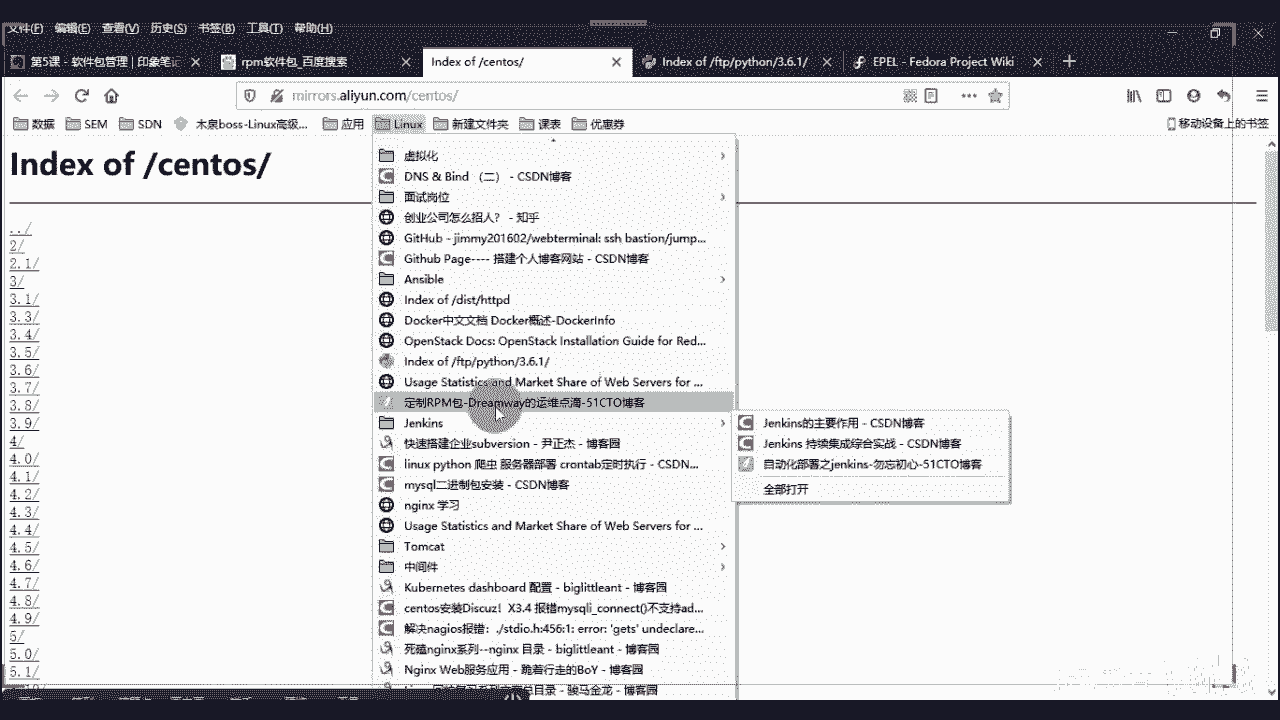 文件(F) 编辑(E) 查看(V) 历史(S) 书签(B) 工具(T) 帮助(H)
第5课 - 软件包管理 | 印象笔记 rpm软件包_百度搜索 Index of /centos/ Index of /ftp/python/3.6.1/ EPEL - Fedora Project Wiki
mirrors.aliyun.com/centos/
数据 SEM SDN 木泉boss-Linux高级... 应用 Linux 新建文件夹 课表 优惠券 移动设备上的书签
Index of /centos/
../
2/
2.1/
3/
3.1/
3.3/
3.4/
3.5/
3.6/
3.7/
3.8/
3.9/
4/
4.0/
4.1/
4.2/
4.3/
4.4/
4.5/
4.6/
4.7/
4.8/
4.9/
5/
5.0/
5.1/
虚拟化
DNS & Bind （二） - CSDN博客
面试岗位
创业公司怎么招人？ - 知乎
GitHub - jimmy201602/webterminal: ssh bastion/jump...
Github Page---- 搭建个人博客网站 - CSDN博客
Ansible
Index of /dist/httpd
Docker中文文档 Docker概述-DockerInfo
OpenStack Docs: OpenStack Installation Guide for Red...
Index of /ftp/python/3.6.1/
Usage Statistics and Market Share of Web Servers for ...
定制RPM包-Dreamway的运维点滴-51CTO博客
Jenkins
快速搭建企业subversion - 尹正杰 - 博客园
linux python 爬虫 服务器部署 crontab定时执行 - CSDN...
mysql二进制包安装 - CSDN博客
nginx 学习
Usage Statistics and Market Share of Web Servers for ...
Tomcat
中间件
Kubernetes dashboard 配置 - biglittleant - 博客园
centos安装Discuz！X3.4 报错mysqli_connect()不支持ad...
解决nagios报错：./stdio.h:456:1: error: 'gets' undeclare...
死磕nginx系列--nginx 目录 - biglittleant - 博客园
Nginx Web服务应用 - 跪着行走的BoY - 博客园
总目录 - 骏马金龙 - 博客园
Jenkins的主要作用 - CSDN博客
Jenkins 持续集成综合实战 - CSDN博客
自动化部署之jenkins-勿忘初心-51CTO博客
全部打开